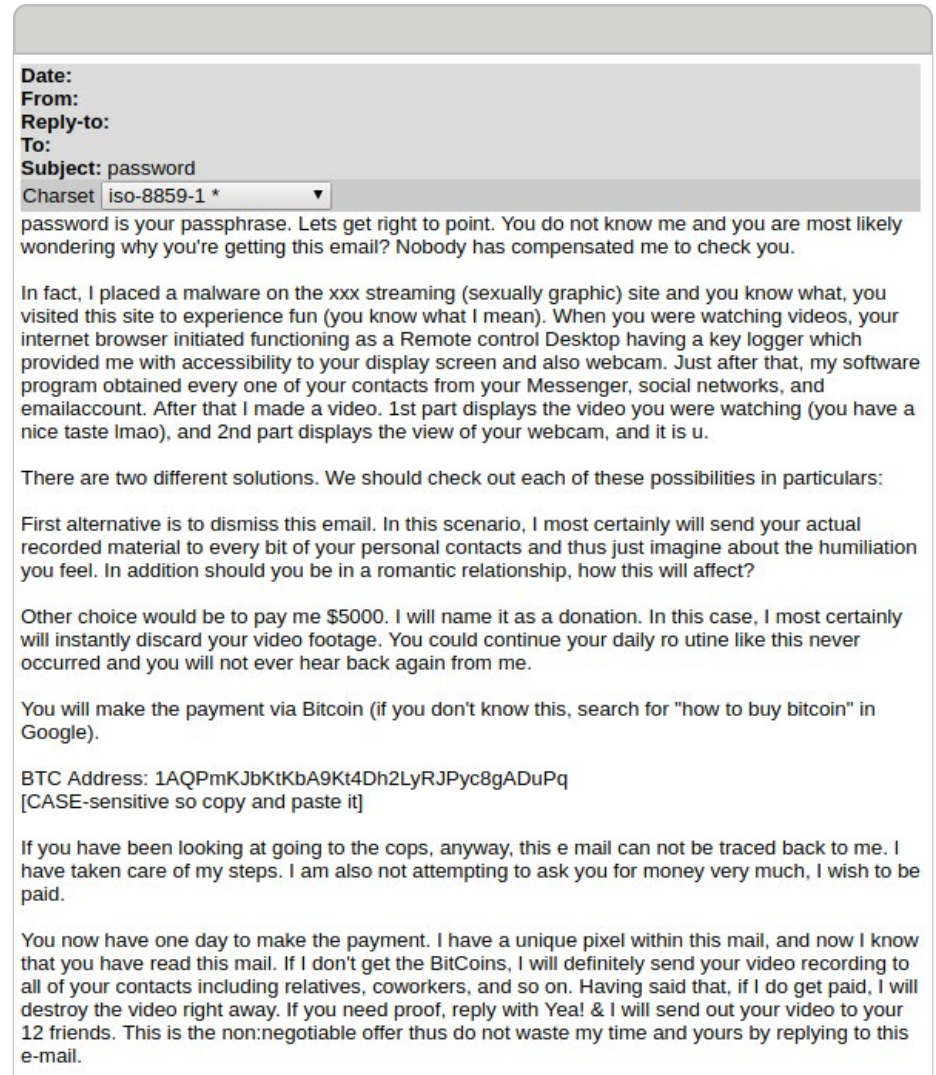 Date:
From:
Reply-to:
To:
Subject: password
Charset iso-8859-1 *
password is your passphrase. Lets get right to point. You do not know me and you are most likely
wondering why you're getting this email? Nobody has compensated me to check you.
In fact, I placed a malware on the xxx streaming (sexually graphic) site and you know what, you
visited this site to experience fun (you know what I mean). When you were watching videos, your
internet browser initiated functioning as a Remote control Desktop having a key logger which
provided me with accessibility to your display screen and also webcam. Just after that, my software
program obtained every one of your contacts from your Messenger, social networks, and
emailaccount. After that I made a video. 1st part displays the video you were watching (you have a
nice taste lmao), and 2nd part displays the view of your webcam, and it is u.
There are two different solutions. We should check out each of these possibilities in particulars:
First alternative is to dismiss this email. In this scenario, I most certainly will send your actual
recorded material to every bit of your personal contacts and thus just imagine about the humiliation
you feel. In addition should you be in a romantic relationship, how this will affect?
Other choice would be to pay me $5000. I will name it as a donation. In this case, I most certainly
will instantly discard your video footage. You could continue your daily ro utine like this never
occurred and you will not ever hear back again from me.
You will make the payment via Bitcoin (if you don't know this, search for "how to buy bitcoin" in
Google).
BTC Address: 1AQPmKJbKtKbA9Kt4Dh2LyRJPyc8gADuPq
[CASE-sensitive so copy and paste it]
If you have been looking at going to the cops, anyway, this e mail can not be traced back to me. I
have taken care of my steps. I am also not attempting to ask you for money very much, I wish to be
paid.
You now have one day to make the payment. I have a unique pixel within this mail, and now I know
that you have read this mail. If I don't get the BitCoins, I will definitely send your video recording to
all of your contacts including relatives, coworkers, and so on. Having said that, if I do get paid, I will
destroy the video right away. If you need proof, reply with Yea! & I will send out your video to your
12 friends. This is the non:negotiable offer thus do not waste my time and yours by replying to this
e-mail.